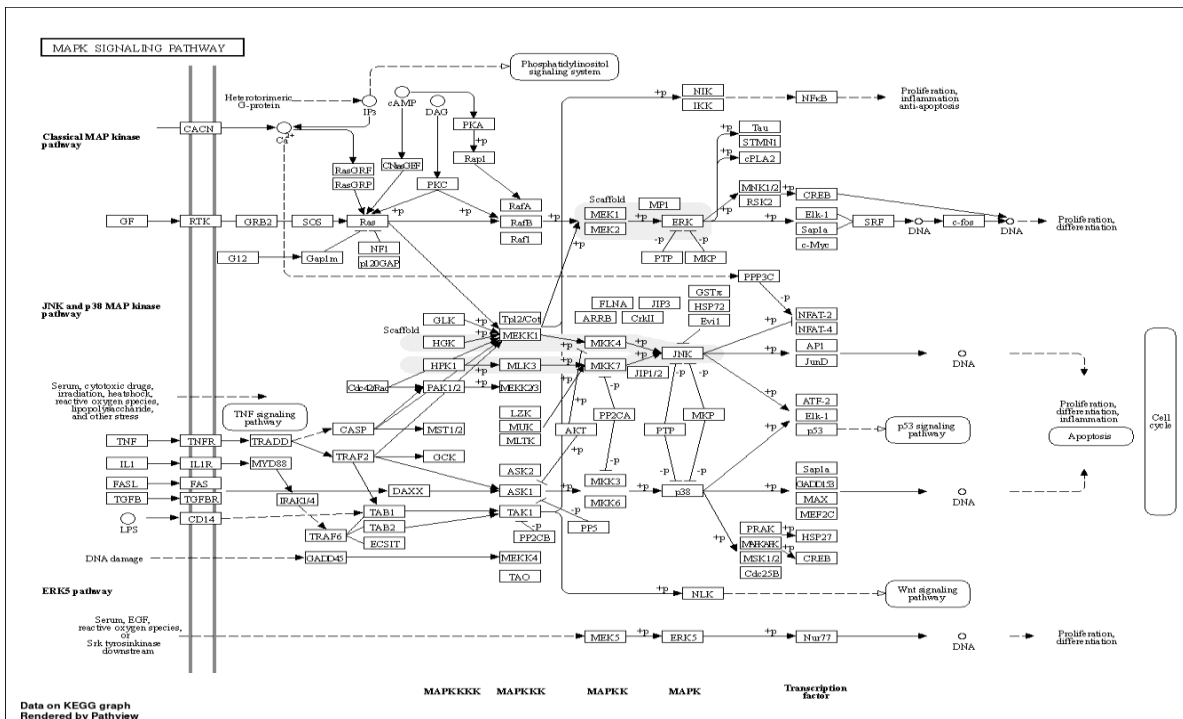 MAPK SIGNALING PATHWAY
Phosphatidylinositol
signaling system
Heterotorimeric
G-protein
IP3
cAMP
DAG
+p
NIK
IKK
NFκB
Proliferation,
inflammation
anti-apoptosis
Classical MAP kinase
pathway
CACN
Ca2+
PKA
+p
Rap1
RasGRF
RasGRP
CNasGEF
PKC
Tau
STMN1
cPLA2
+p
+p
Scaffold
MP1
MNK1/2
RSK2
+p
CREB
GF
RTK
GRB2
SOS
Ras
+p
+p
RafA
RafB
Raf1
+p
MEK1
MEK2
+p
+p
ERK
+p
+p
Elk-1
Sap1a
c-Myc
SRF
DNA
c-fos
DNA
Proliferation,
differentiation
G12
Gap1m
NF1
p120GAP
-p
-p
PTP
MKP
PPP3C
-p
JNK and p38 MAP kinase
pathway
Scaffold
GLK
HGK
HPK1
+p
+p
+p
Tpl2/Cot
MEKK1
MLK3
+p
+p
FLNA
JIP3
ARRB
CrkII
GSTπ
HSP72
Evi1
MKK4
MKK7
+p
+p
JNK
JIP1/2
NFAT-2
NFAT-4
+p
AP1
JunD
DNA
Cell
cycle
Serum, cytotoxic drugs,
irradiation, heatshock,
reactive oxygen species,
lipopolysaccharide,
and other stress
TNF signaling
pathway
Cdc42/Rac
PAK1/2
+p
MEKK2/3
LZK
MUK
MLTK
+p
AKT
PP2CA
-p
-p
-p
PTP
MKP
+p
ATF-2
Elk-1
p53
p53 signaling
pathway
Proliferation,
differentiation,
inflammation
Apoptosis
TNF
TNFR
TRADD
CASP
MST1/2
IL1
IL1R
MYD88
TRAF2
GCK
FASL
FAS
DAXX
ASK2
ASK1
+p
-p
MKK3
MKK6
+p
-p
-p
p38
+p
+p
Sap1a
GADD153
MAX
MEF2C
DNA
TGFB
TGFBR
IRAK1/4
LPS
CD14
TAB1
TAK1
+p
-p
PP2CB
PP5
TRAF6
TAB2
ECSIT
DNA damage
GADD45
MEKK4
TAO
PRAK
MAPKAPK
MSK1/2
Cdc25B
+p
+p
+p
HSP27
CREB
ERK5 pathway
+p
NLK
Wnt signaling
pathway
Serum, EGF,
reactive oxygen species,
or
Srk tyrosinkinase
downstream
MEK5
+p
ERK5
+p
Nur77
DNA
Proliferation,
differentiation
MAPKKKK
MAPKKK
MAPKK
MAPK
Transcription
factor
Data on KEGG graph
Rendered by Pathview